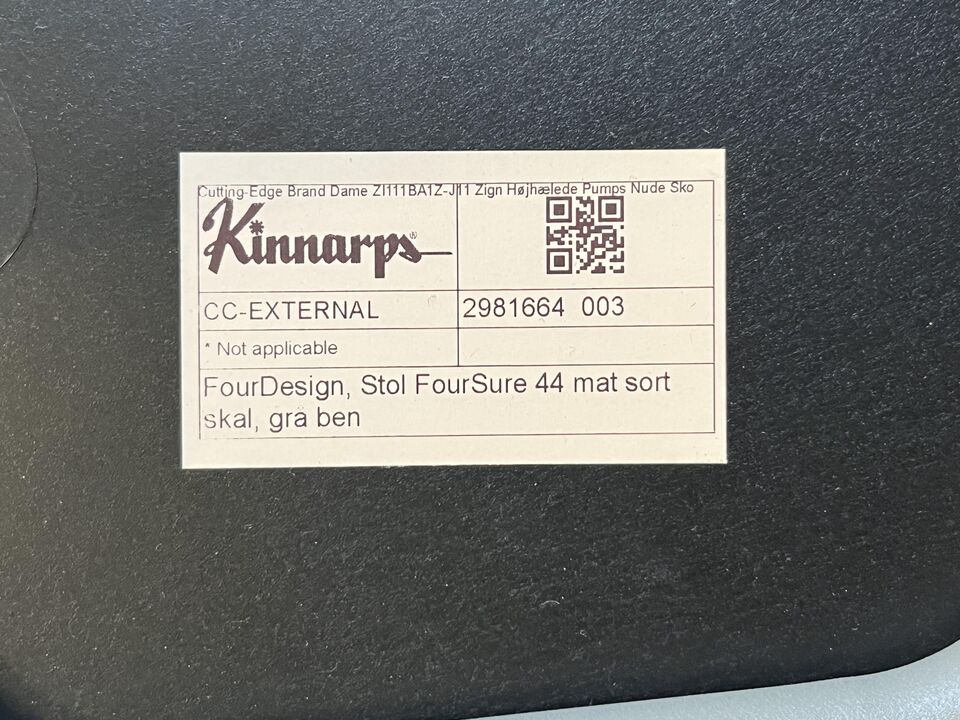 Cutting-Edge Brand Dame ZI111BA1Z-J11 Zign Højhælede Pumps Nude Sko
Kinnarps®
CC-EXTERNAL
2981664 003
* Not applicable
FourDesign, Stol FourSure 44 mat sort
skal, grå ben